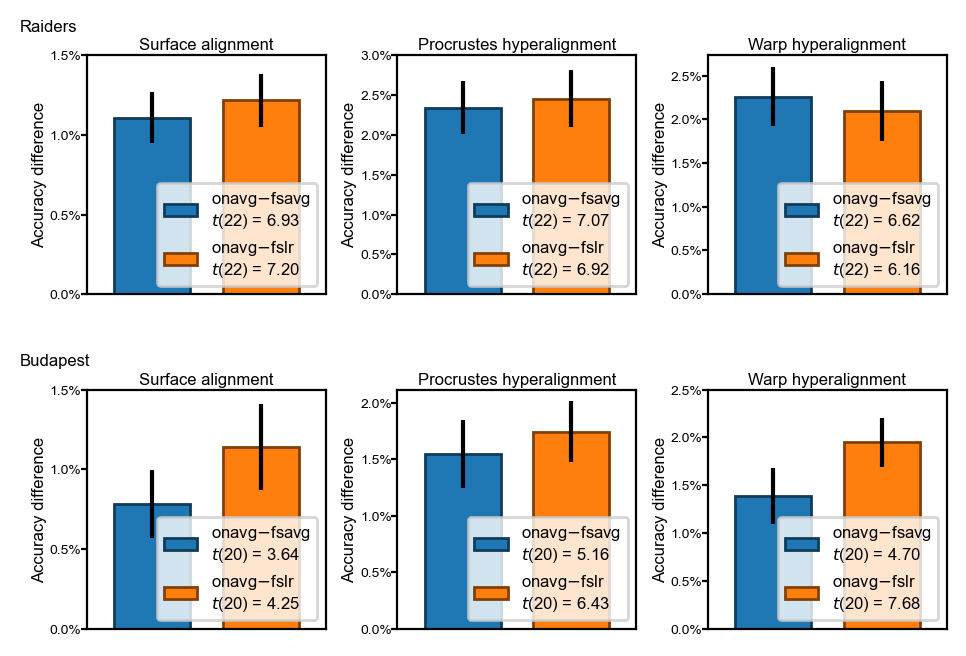 Raiders
Surface alignment
1.5%
1.0%
0.5%
0.0%
Accuracy difference
onavg−fsavg
t(22) = 6.93
onavg−fslr
t(22) = 7.20
Procrustes hyperalignment
3.0%
2.5%
2.0%
1.5%
1.0%
0.5%
0.0%
Accuracy difference
onavg−fsavg
t(22) = 7.07
onavg−fslr
t(22) = 6.92
Warp hyperalignment
2.5%
2.0%
1.5%
1.0%
0.5%
0.0%
Accuracy difference
onavg−fsavg
t(22) = 6.62
onavg−fslr
t(22) = 6.16
Budapest
Surface alignment
1.5%
1.0%
0.5%
0.0%
Accuracy difference
onavg−fsavg
t(20) = 3.64
onavg−fslr
t(20) = 4.25
Procrustes hyperalignment
2.0%
1.5%
1.0%
0.5%
0.0%
Accuracy difference
onavg−fsavg
t(20) = 5.16
onavg−fslr
t(20) = 6.43
Warp hyperalignment
2.5%
2.0%
1.5%
1.0%
0.5%
0.0%
Accuracy difference
onavg−fsavg
t(20) = 4.70
onavg−fslr
t(20) = 7.68